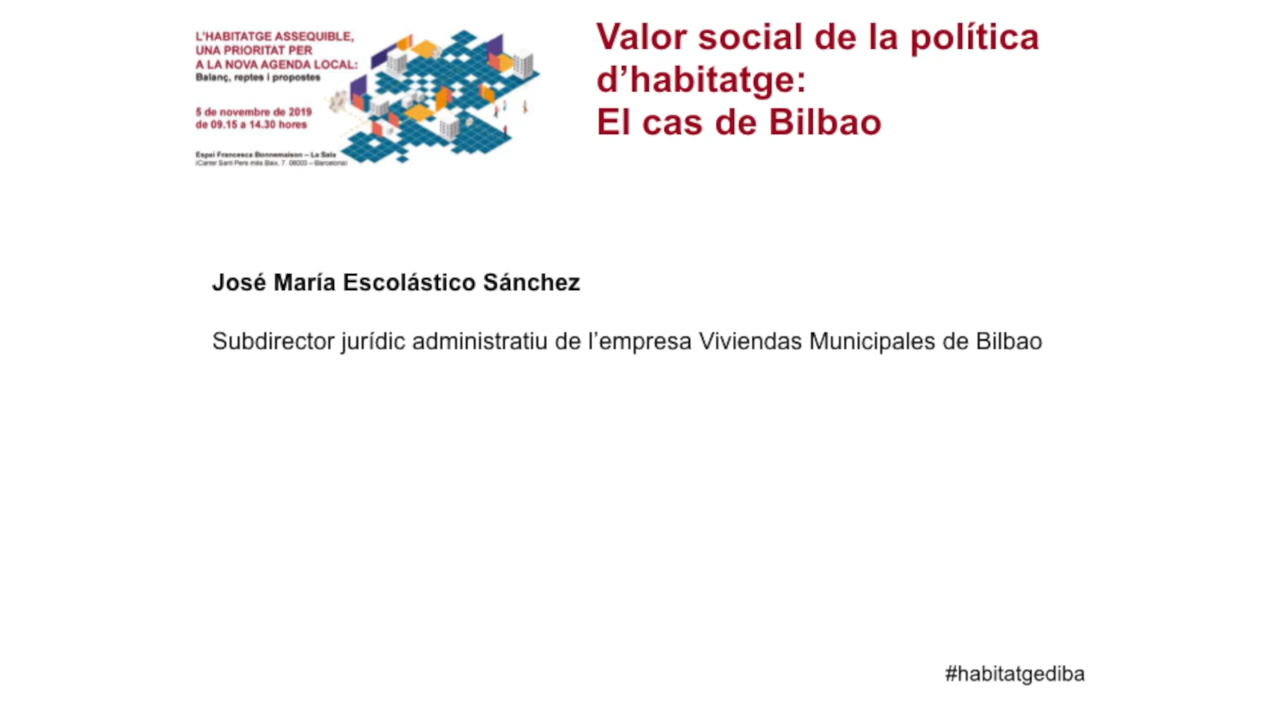 L'HABITATGE ASSEQUIBLE,
UNA PRIORITAT PER
A LA NOVA AGENDA LOCAL:
Balanç, reptes i propostes
5 de novembre de 2019
de 09.15 a 14.30 hores
Espai Francesca Bonnemaison – La Sala
(Carrer Sant Pere més Baix, 7. 08003 – Barcelona)
Valor social de la política
d’habitatge:
El cas de Bilbao
José María Escolástico Sánchez
Subdirector jurídic administratiu de l’empresa Viviendas Municipales de Bilbao
#habitatgediba